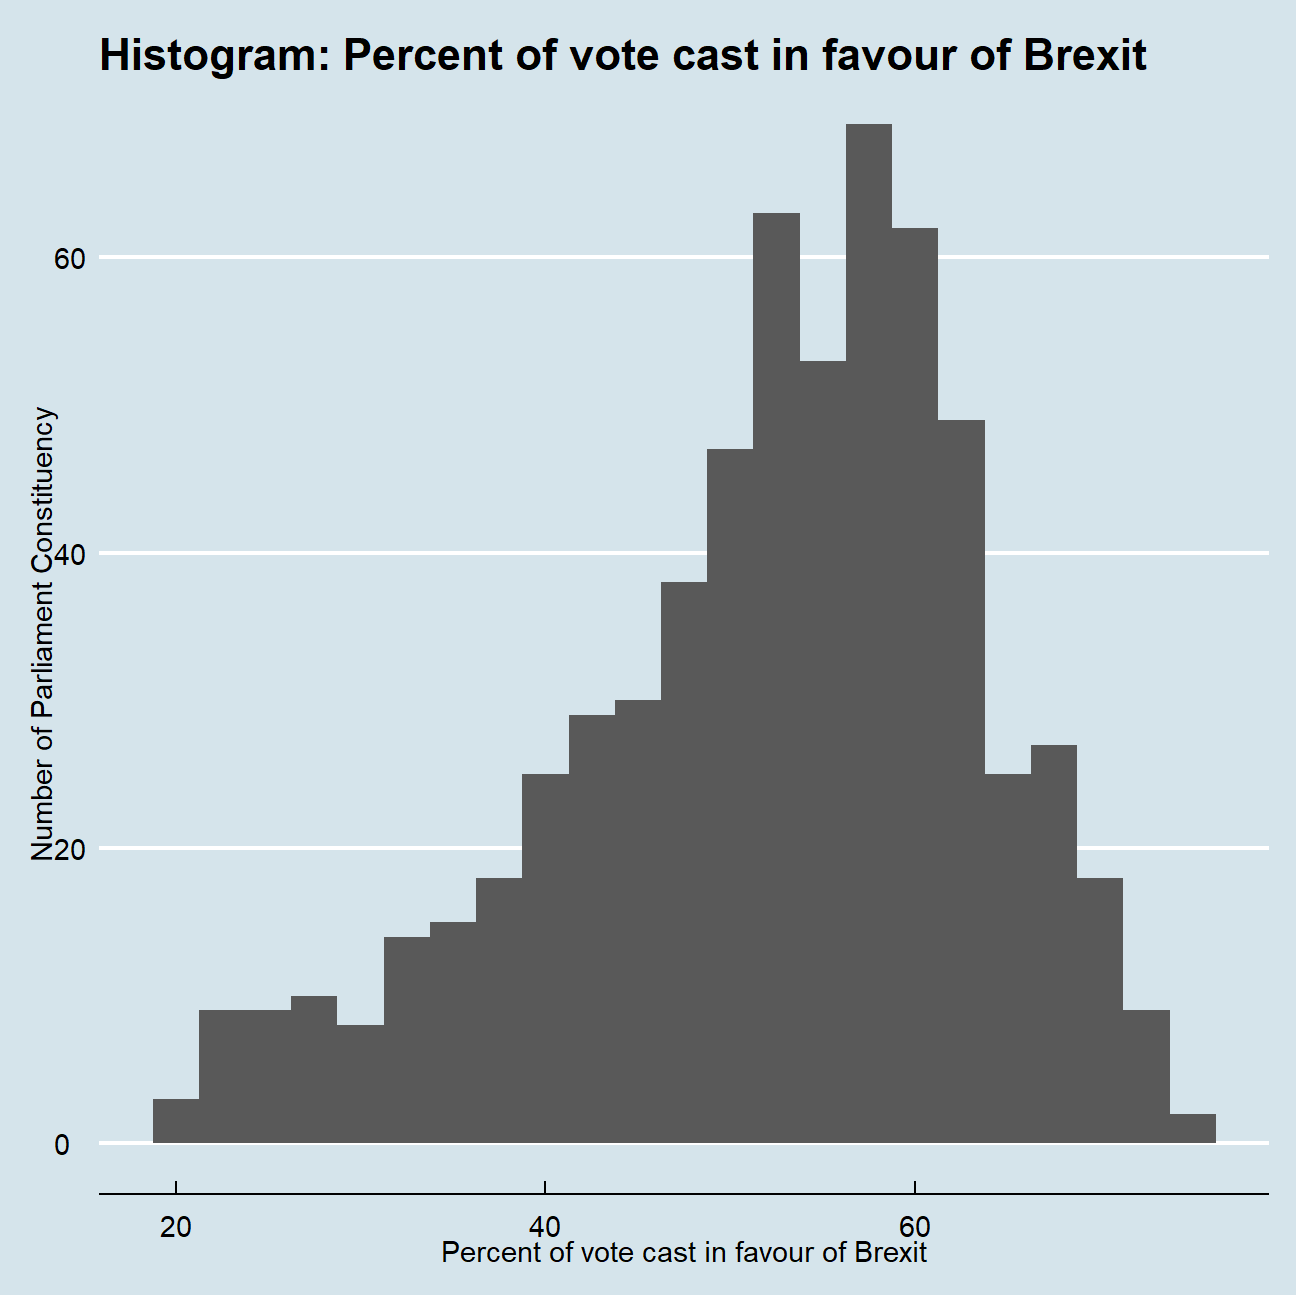 Histogram: Percent of vote cast in favour of Brexit
Number of Parliament Constituency
60
40
20
0
20 40 60
Percent of vote cast in favour of Brexit